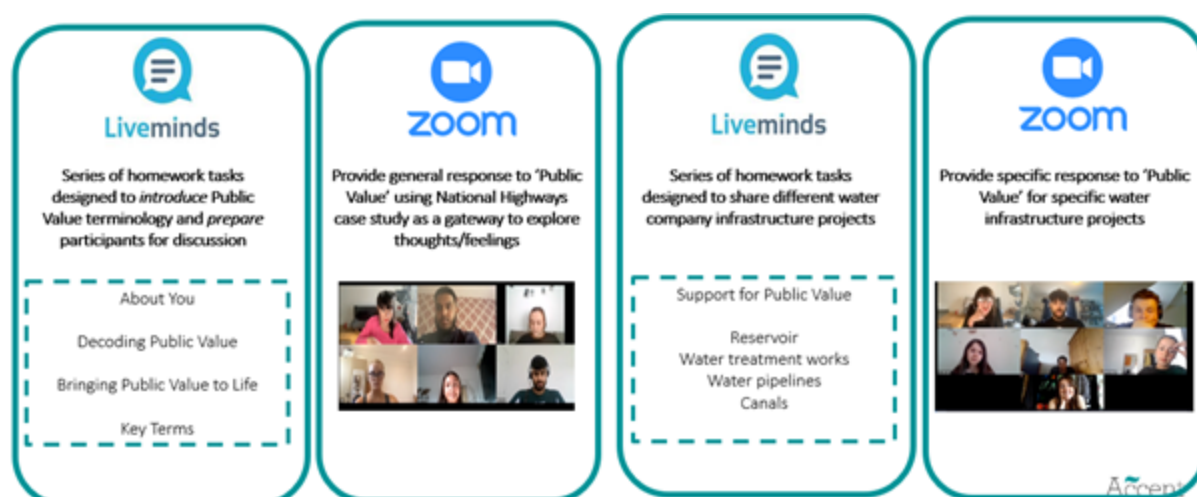 Liveminds
Series of homework tasks
designed to introduce Public
Value terminology and prepare
participants for discussion
About You
Decoding Public Value
Bringing Public Value to Life
Key Terms
zoom
Provide general response to ‘Public
Value’ using National Highways
case study as a gateway to explore
thoughts/feelings
Liveminds
Series of homework tasks
designed to share different water
company infrastructure projects
Support for Public Value
Reservoir
Water treatment works
Water pipelines
Canals
zoom
Provide specific response to ‘Public
Value’ for specific water
infrastructure projects
Accent